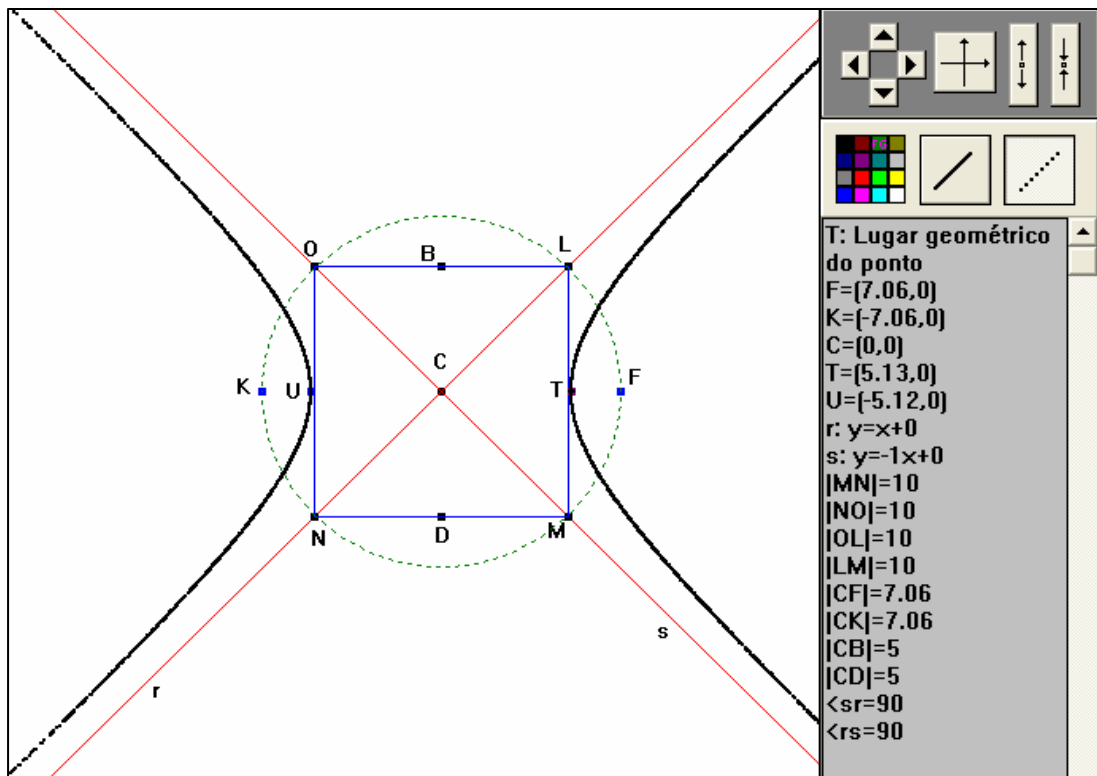 O
B
L
K
U
C
T
F
N
D
M
s
r
T: Lugar geométrico
do ponto
F=(7.06,0)
K=(-7.06,0)
C=(0,0)
T=(5.13,0)
U=(-5.12,0)
r: y=x+0
s: y=-1x+0
|MN|=10
|NO|=10
|OL|=10
|LM|=10
|CF|=7.06
|CK|=7.06
|CB|=5
|CD|=5
<sr=90
<rs=90